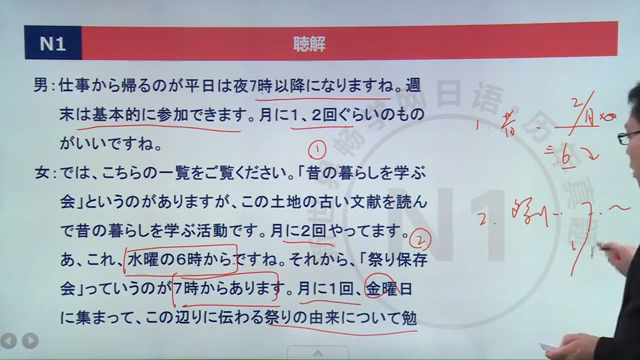 N1
聴解
男：仕事から帰るのが平日は夜7時以降になりますね。週
末は基本的に参加できます。月に1、2回ぐらいのもの
がいいですね。
①
女：では、こちらの一覧をご覧ください。「昔の暮らしを学ぶ
会」というのがありますが、この土地の古い文献を読ん
で昔の暮らしを学ぶ活動です。月に2回やってます。
②
あ、これ、水曜の6時からですね。それから、「祭り保存
会」っていうのが7時からあります。月に1回、金曜日
に集まって、この辺りに伝わる祭りの由来について勉
1.
2/月
三 6
2. 祭り.. 7.~
1/